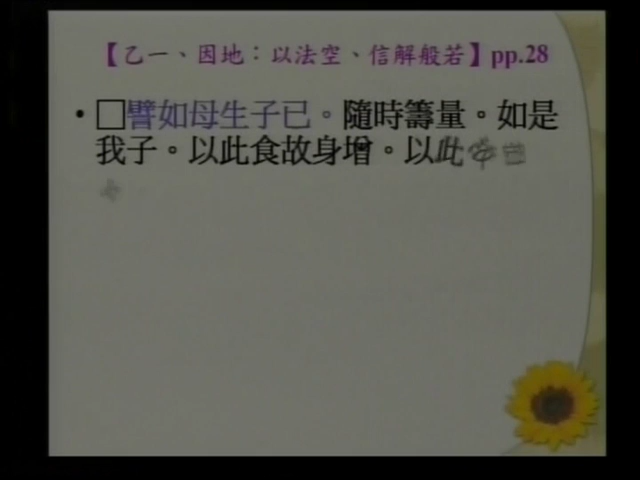 【乙一、因地：以法空、信解般若】pp.28
• □譬如母生子已。隨時籌量。如是
我子。以此食故身增。以此